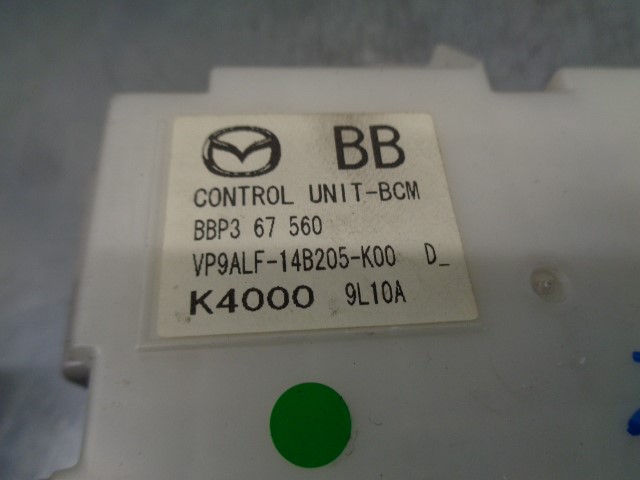 BB
CONTROL UNIT-BCM
BBP3 67 560
VP9ALF-14B205-K00 D_
K4000 9L10A